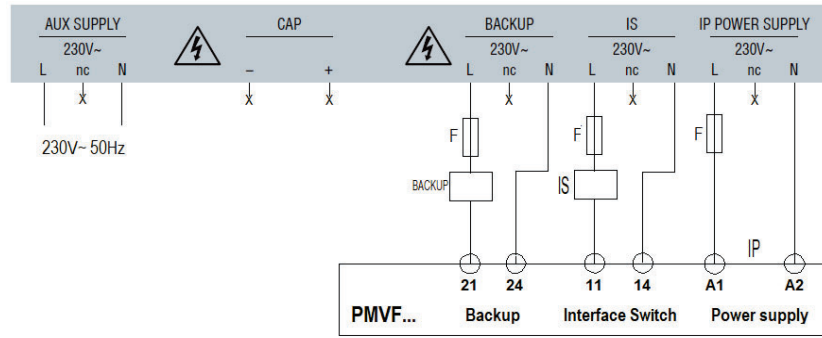 AUX SUPPLY CAP BACKUP IS IP POWER SUPPLY
230V~ 230V~ 230V~ 230V~
L nc N – + L nc N L nc N L nc N
x x x x x x
230V~ 50Hz
F F F
BACKUP IS
IP
21 24 11 14 A1 A2
PMVF... Backup Interface Switch Power supply